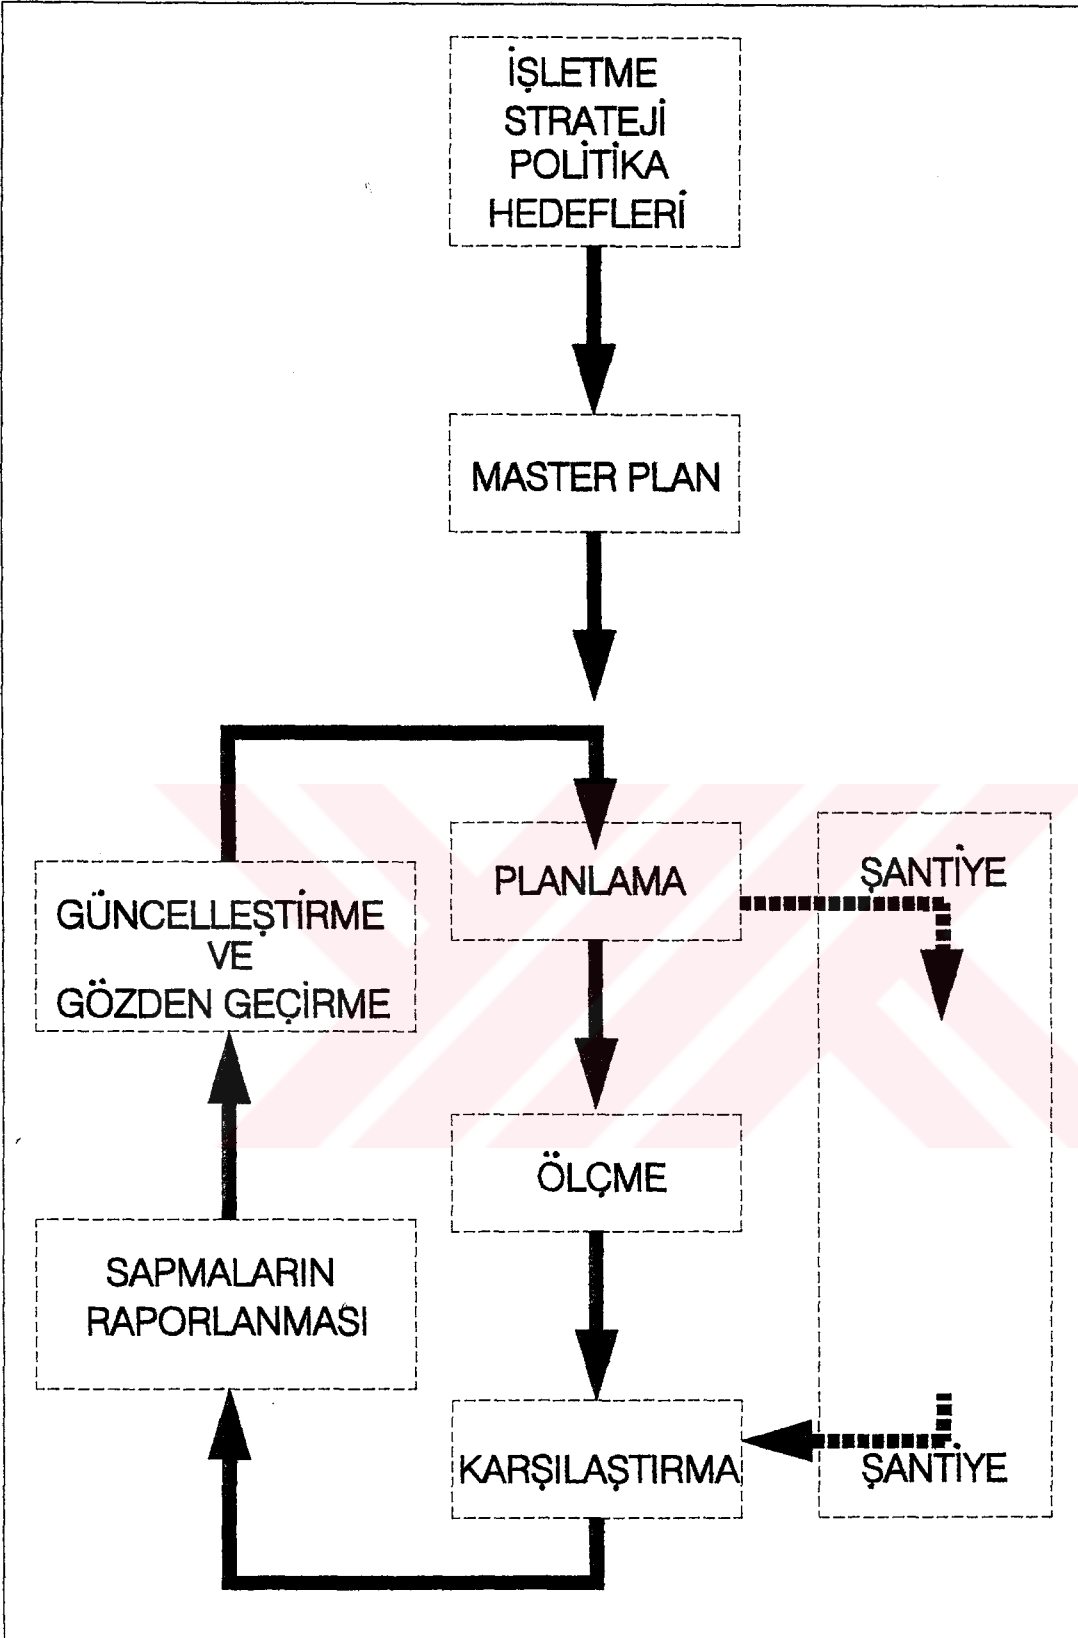 İŞLETME
STRATEJİ
POLİTİKA
HEDEFLERİ
MASTER PLAN
PLANLAMA
ŞANTİYE
GÜNCELLEŞTİRME
VE
GÖZDEN GEÇİRME
ÖLÇME
SAPMALARIN
RAPORLANMASI
KARŞILAŞTIRMA
ŞANTİYE